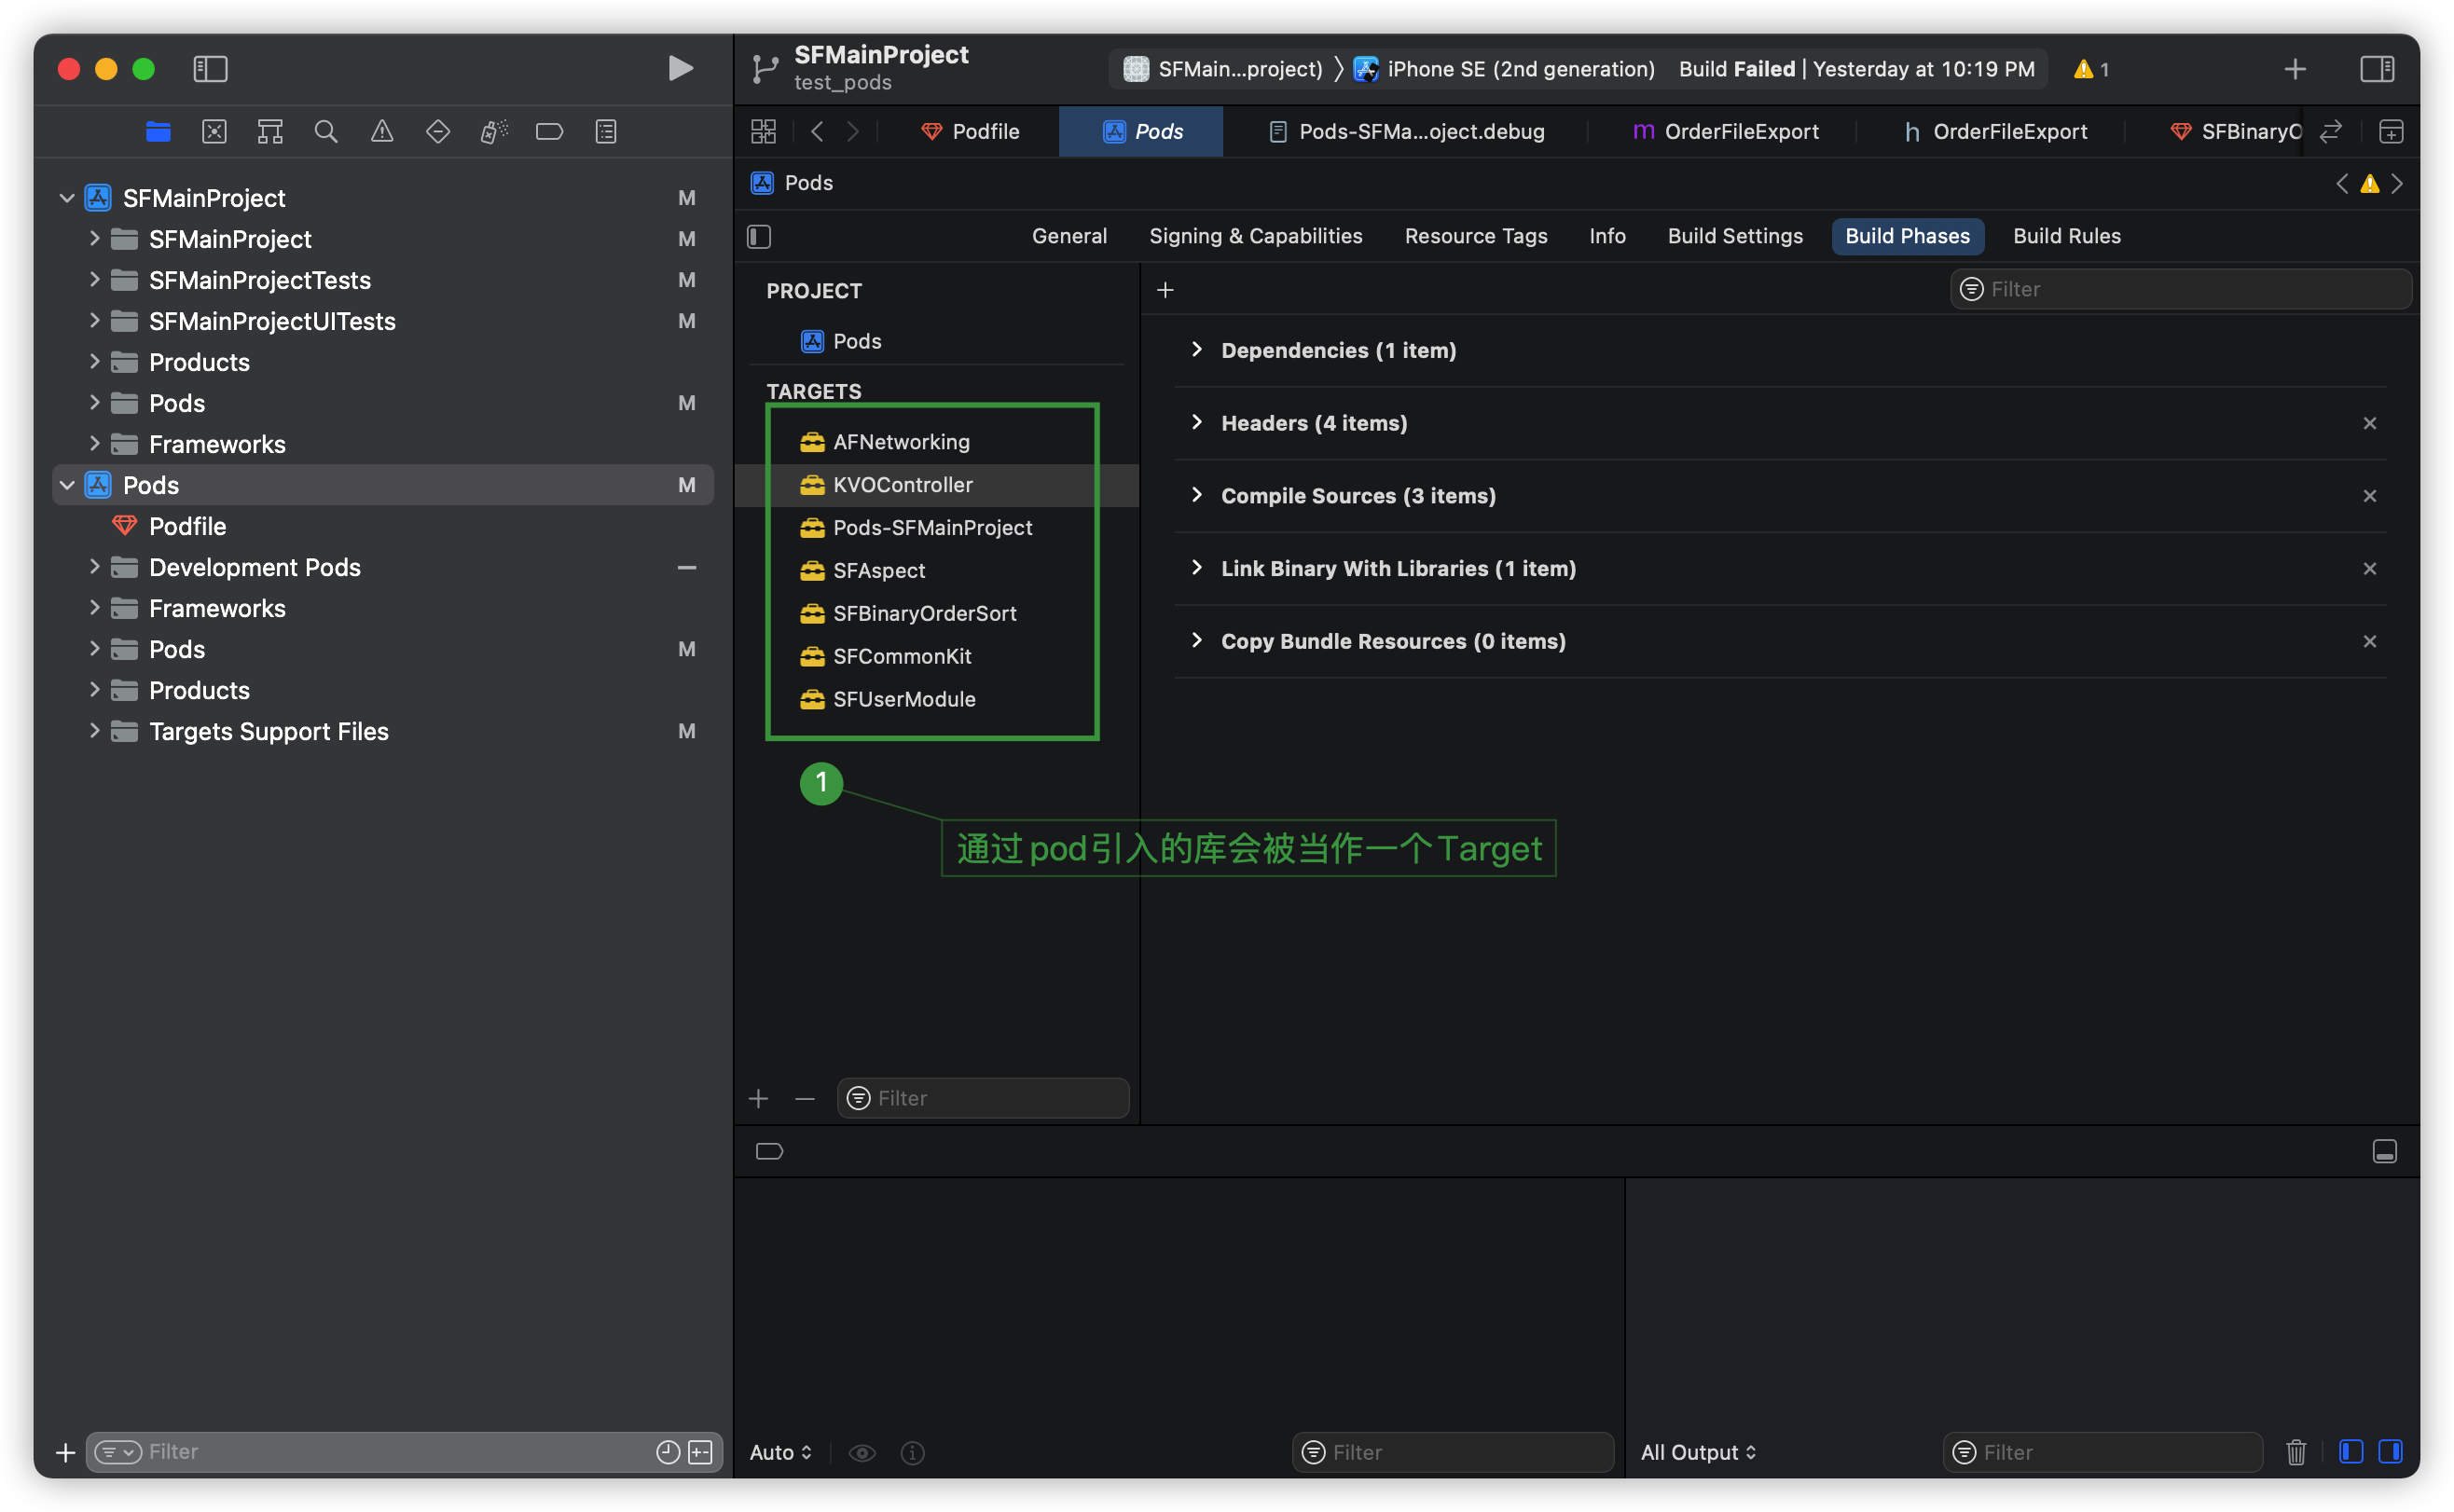 SFMainProject
test_pods
SFMain...project) 〉 iPhone SE (2nd generation)
Build Failed | Yesterday at 10:19 PM
1
Podfile
Pods
Pods-SFMa...oject.debug
m OrderFileExport
h OrderFileExport
SFBinaryO
Pods
General
Signing & Capabilities
Resource Tags
Info
Build Settings
Build Phases
Build Rules
SFMainProject M
SFMainProject M
SFMainProjectTests M
SFMainProjectUITests M
Products
Pods M
Frameworks
Pods M
Podfile
Development Pods
Frameworks
Pods M
Products
Targets Support Files M
Filter
PROJECT
Pods
TARGETS
AFNetworking
KVOController
Pods-SFMainProject
SFAspect
SFBinaryOrderSort
SFCommonKit
SFUserModule
1
通过pod引入的库会被当作一个Target
Filter
Filter
Dependencies (1 item)
Headers (4 items)
Compile Sources (3 items)
Link Binary With Libraries (1 item)
Copy Bundle Resources (0 items)
Auto
Filter
All Output
Filter